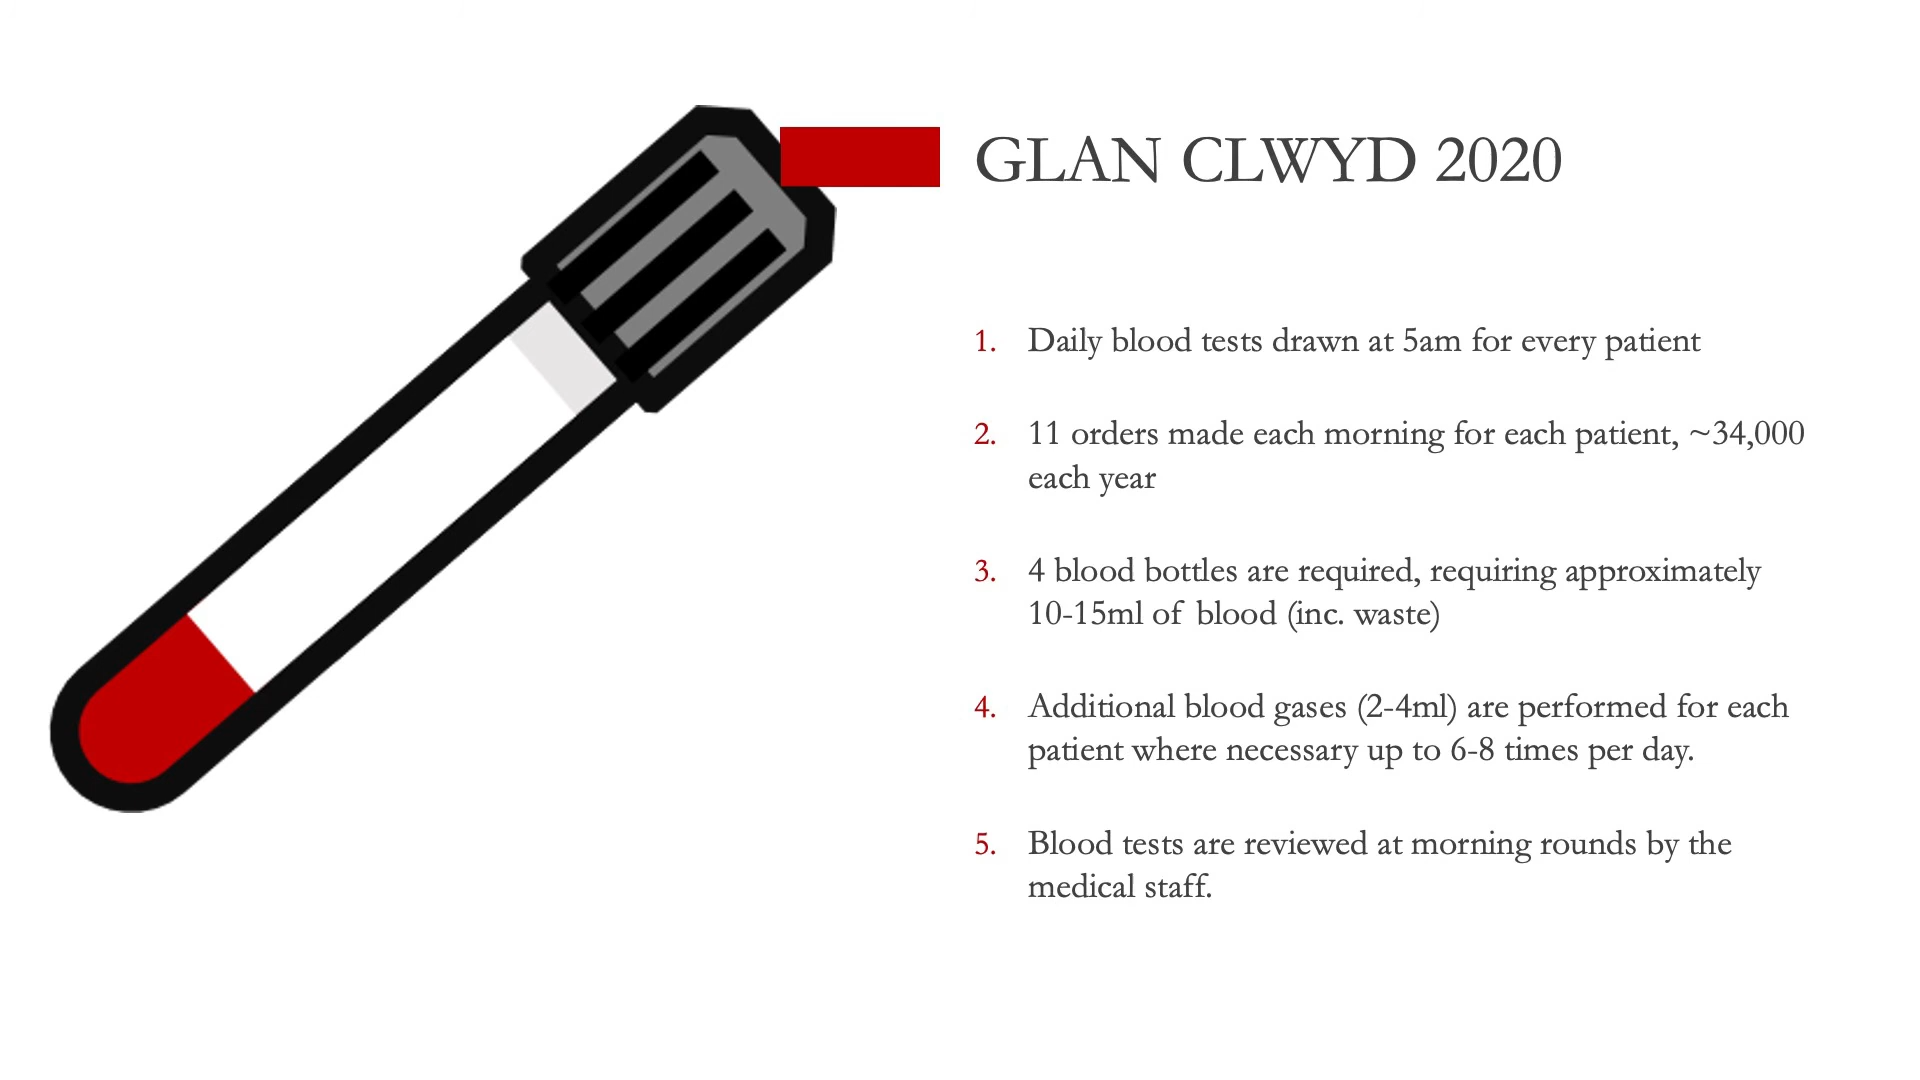 GLAN CLWYD 2020
1. Daily blood tests drawn at 5am for every patient
2. 11 orders made each morning for each patient, ~34,000
each year
3. 4 blood bottles are required, requiring approximately
10-15ml of blood (inc. waste)
4. Additional blood gases (2-4ml) are performed for each
patient where necessary up to 6-8 times per day.
5. Blood tests are reviewed at morning rounds by the
medical staff.